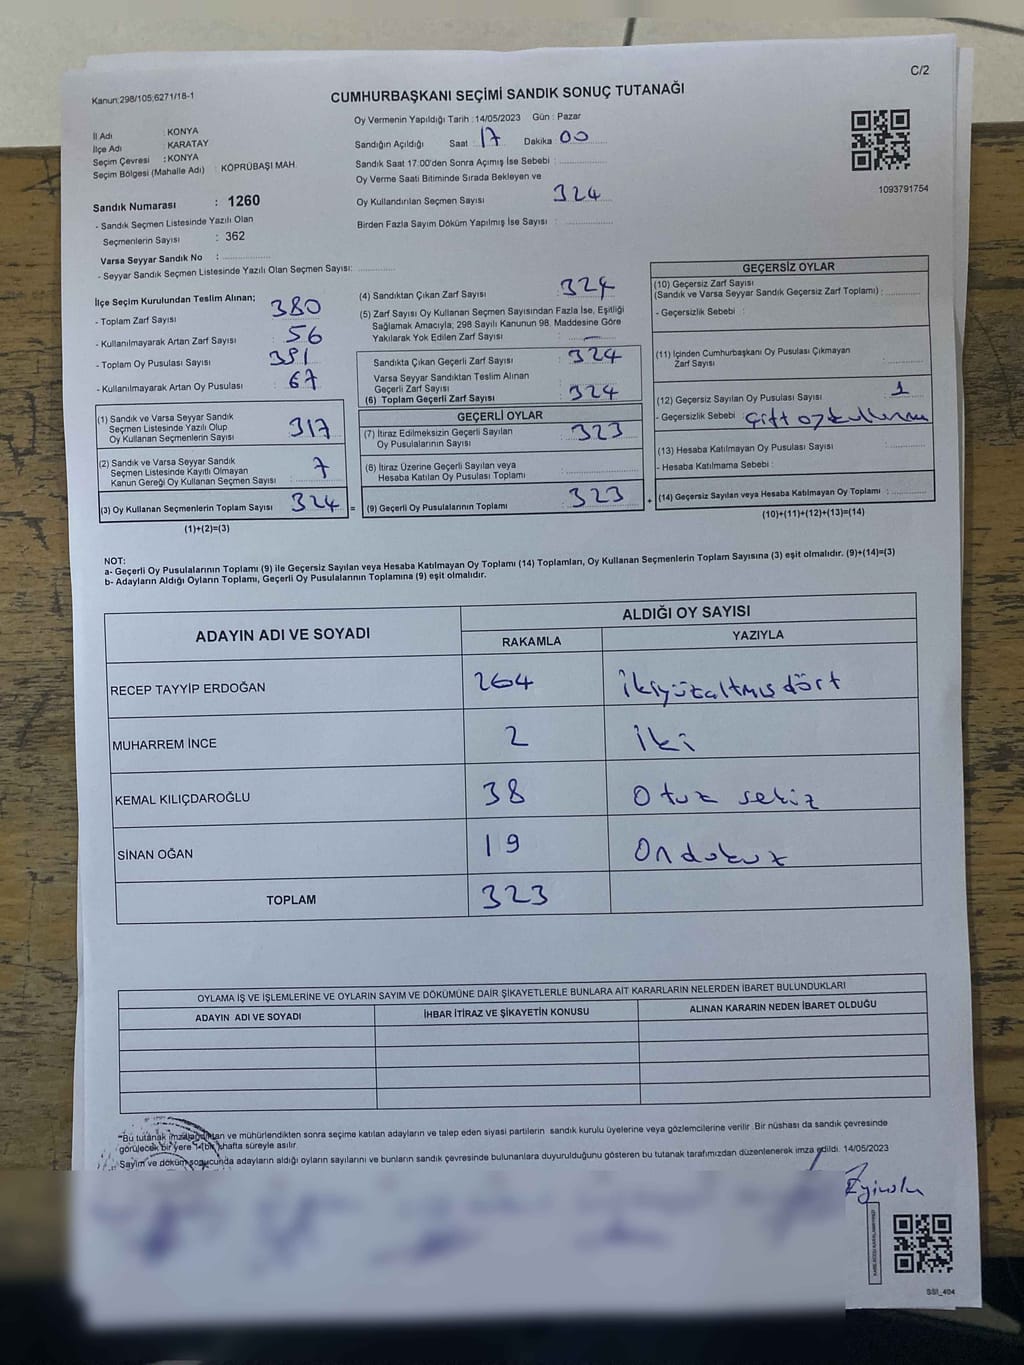 C/2
Kanun:298/105;6271/18-1
CUMHURBAŞKANI SEÇİMİ SANDIK SONUÇ TUTANAĞI
Oy Vermenin Yapıldığı Tarih : 14/05/2023 Gün : Pazar
İl Adı : KONYA
İlçe Adı : KARATAY
Seçim Çevresi : KONYA
Seçim Bölgesi (Mahalle Adı) : KÖPRÜBAŞI MAH.
Sandığın Açıldığı Saat : 17 Dakika : 00
Sandık Saat 17:00'den Sonra Açımış İse Sebebi :
Oy Verme Saati Bitiminde Sırada Bekleyen ve
Oy Kullandırılan Seçmen Sayısı : 324
Birden Fazla Sayım Döküm Yapılmış İse Sayısı :
1093791754
Sandık Numarası : 1260
- Sandık Seçmen Listesinde Yazılı Olan
Seçmenlerin Sayısı : 362
Varsa Seyyar Sandık No :
- Seyyar Sandık Seçmen Listesinde Yazılı Olan Seçmen Sayısı:
İlçe Seçim Kurulundan Teslim Alınan;
- Toplam Zarf Sayısı : 380
- Kullanılmayarak Artan Zarf Sayısı : 56
- Toplam Oy Pusulası Sayısı : 391
- Kullanılmayarak Artan Oy Pusulası : 67
(1) Sandık ve Varsa Seyyar Sandık
Seçmen Listesinde Yazılı Olup
Oy Kullanan Seçmenlerin Sayısı : 317
(2) Sandık ve Varsa Seyyar Sandık
Seçmen Listesinde Kayıtlı Olmayan
Kanun Gereği Oy Kullanan Seçmen Sayısı : 7
(3) Oy Kullanan Seçmenlerin Toplam Sayısı : 324 =
(1)+(2)=(3)
(4) Sandıktan Çıkan Zarf Sayısı : 324
(5) Zarf Sayısı Oy Kullanan Seçmen Sayısından Fazla İse, Eşitliği
Sağlamak Amacıyla; 298 Sayılı Kanunun 98. Maddesine Göre
Yakılarak Yok Edilen Zarf Sayısı : —
Sandıkta Çıkan Geçerli Zarf Sayısı : 324
Varsa Seyyar Sandıktan Teslim Alınan
Geçerli Zarf Sayısı :
(6) Toplam Geçerli Zarf Sayısı : 324
GEÇERLİ OYLAR
(7) İtiraz Edilmeksizin Geçerli Sayılan
Oy Pusulalarının Sayısı : 323
(8) İtiraz Üzerine Geçerli Sayılan veya
Hesaba Katılan Oy Pusulası Toplamı :
(9) Geçerli Oy Pusulalarının Toplamı : 323 +
GEÇERSİZ OYLAR
(10) Geçersiz Zarf Sayısı
(Sandık ve Varsa Seyyar Sandık Geçersiz Zarf Toplamı) :
- Geçersizlik Sebebi :
(11) İçinden Cumhurbaşkanı Oy Pusulası Çıkmayan
Zarf Sayısı :
(12) Geçersiz Sayılan Oy Pusulası Sayısı : 1
- Geçersizlik Sebebi : Çift oy kullanma
(13) Hesaba Katılmayan Oy Pusulası Sayısı :
- Hesaba Katılmama Sebebi :
(14) Geçersiz Sayılan veya Hesaba Katılmayan Oy Toplamı :
(10)+(11)+(12)+(13)=(14)
NOT:
a- Geçerli Oy Pusulalarının Toplamı (9) ile Geçersiz Sayılan veya Hesaba Katılmayan Oy Toplamı (14) Toplamları, Oy Kullanan Seçmenlerin Toplam Sayısına (3) eşit olmalıdır. (9)+(14)=(3)
b- Adayların Aldığı Oyların Toplamı, Geçerli Oy Pusulalarının Toplamına (9) eşit olmalıdır.
ADAYIN ADI VE SOYADI ALDIĞI OY SAYISI
RAKAMLA YAZIYLA
RECEP TAYYİP ERDOĞAN 264 ikiyüzaltmışdört
MUHARREM İNCE 2 iki
KEMAL KILIÇDAROĞLU 38 Otuz sekiz
SİNAN OĞAN 19 On dokuz
TOPLAM 323
OYLAMA İŞ VE İŞLEMLERİNE VE OYLARIN SAYIM VE DÖKÜMÜNE DAİR ŞİKAYETLERLE BUNLARA AİT KARARLARIN NELERDEN İBARET BULUNDUKLARI
ADAYIN ADI VE SOYADI İHBAR İTİRAZ VE ŞİKAYETİN KONUSU ALINAN KARARIN NEDEN İBARET OLDUĞU
"Bu tutanak imzalandıktan ve mühürlendikten sonra seçime katılan adayların ve talep eden siyasi partilerin sandık kurulu üyelerine veya gözlemcilerine verilir. Bir nüshası da sandık çevresinde
görülecek bir yere 1 (bir) hafta süreyle asılır.
Sayım ve döküm sonucunda adayların aldığı oyların sayılarını ve bunların sandık çevresinde bulunanlara duyurulduğunu gösteren bu tutanak tarafımızdan düzenlenerek imza edildi. 14/05/2023
SSI_404